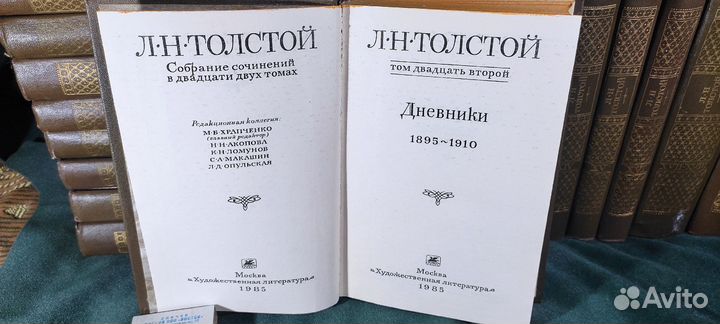 Л·Н·ТОЛСТОЙ
Собрание сочинений
в двадцати двух томах
Редакционная коллегия:
М·Б·ХРАПЧЕНКО
(главный редактор)
Н·Н·АКОПОВА
К·Н·ЛОМУНОВ
С·А·МАКАШИН
Л·Д·ОПУЛЬСКАЯ
Москва
«Художественная литература»
1985
Л·Н·ТОЛСТОЙ
ТОМ ДВАДЦАТЬ ВТОРОЙ
Дневники
1895~1910
Москва
«Художественная литература»
1985
Avito